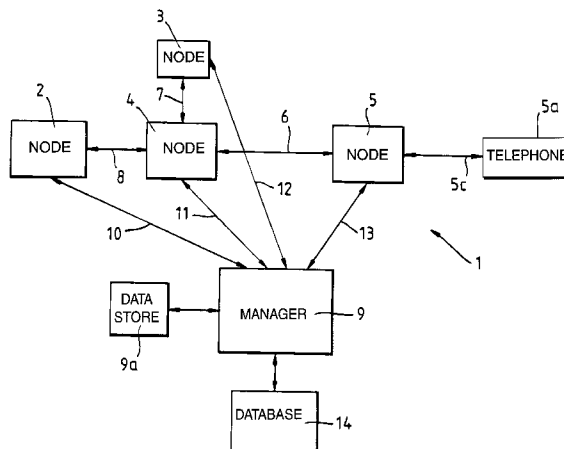 3
NODE
2
NODE
7
4
NODE
8
6
5
NODE
5a
TELEPHONE
5c
12
11
10
13
1
DATA
STORE
9a
MANAGER
9
DATABASE
14